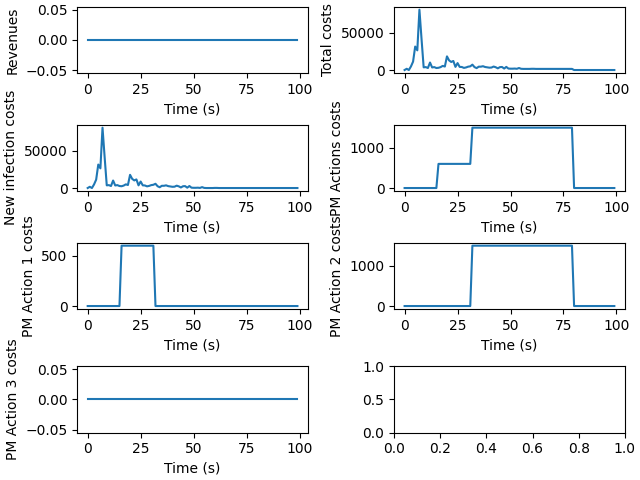 Revenues
0.05
0.00
−0.05
0 25 50 75 100
Time (s)
Total costs
50000
0
0 25 50 75 100
Time (s)
New infection costs
50000
0
0 25 50 75 100
Time (s)
PM Actions costs
1000
0
0 25 50 75 100
Time (s)
PM Action 1 costs
500
0
0 25 50 75 100
Time (s)
PM Action 2 costs
1000
0
0 25 50 75 100
Time (s)
PM Action 3 costs
0.05
0.00
−0.05
0 25 50 75 100
Time (s)
1.0
0.5
0.0
0.0 0.2 0.4 0.6 0.8 1.0